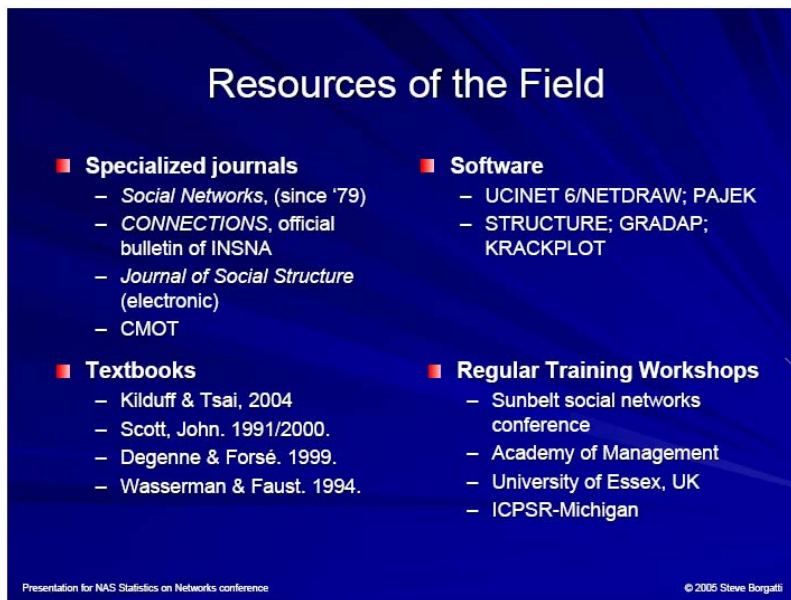 Resources of the Field
Specialized journals
– Social Networks, (since ‘79)
– CONNECTIONS, official
bulletin of INSNA
– Journal of Social Structure
(electronic)
– CMOT
Software
– UCINET 6/NETDRAW; PAJEK
– STRUCTURE; GRADAP;
KRACKPLOT
Textbooks
– Kilduff & Tsai, 2004
– Scott, John. 1991/2000.
– Degenne & Forsé. 1999.
– Wasserman & Faust. 1994.
Regular Training Workshops
– Sunbelt social networks
conference
– Academy of Management
– University of Essex, UK
– ICPSR-Michigan
Presentation for NAS Statistics on Networks conference
© 2005 Steve Borgatti